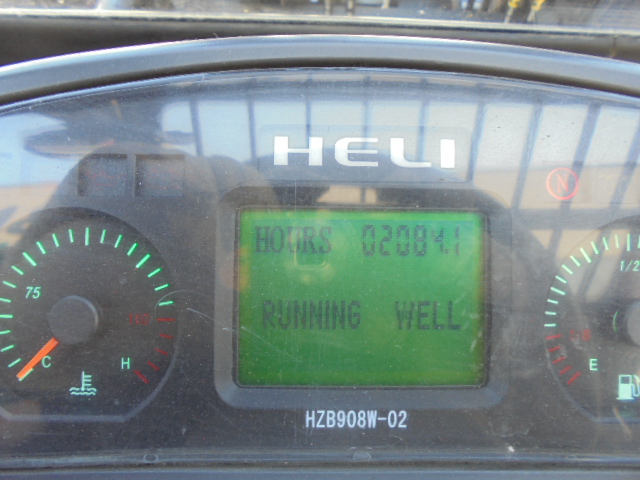 HELI
N
HOURS 02084.1
1/2
75
RUNNING WELL
C
H
E
HZB908W-02